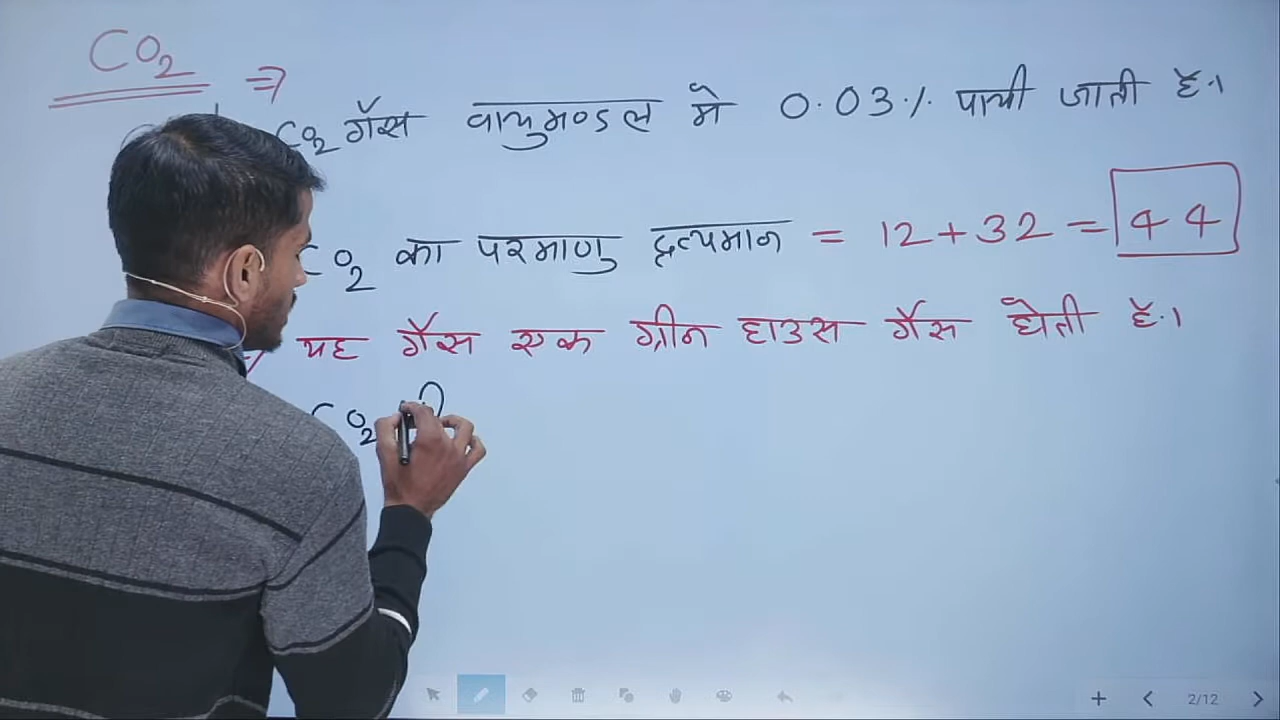 CO2 ⇒
CO2 गैस वायुमण्डल मे 0.03% पायी जाती है।
CO2 का परमाणु द्रव्यमान = 12+32 = 44
यह गैस एक ग्रीन हाउस गैस होती है।
CO2
2/12